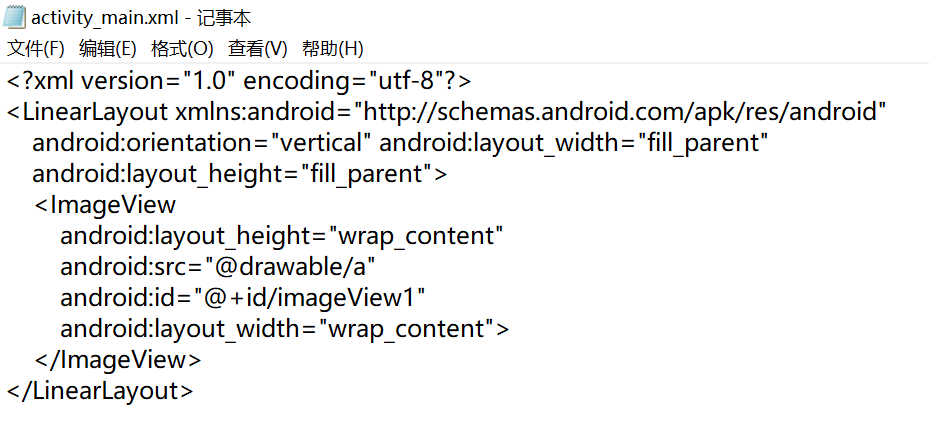 activity_main.xml - 记事本
文件(F) 编辑(E) 格式(O) 查看(V) 帮助(H)
<?xml version="1.0" encoding="utf-8"?>
<LinearLayout xmlns:android="http://schemas.android.com/apk/res/android"
    android:orientation="vertical" android:layout_width="fill_parent"
    android:layout_height="fill_parent">
    <ImageView
        android:layout_height="wrap_content"
        android:src="@drawable/a"
        android:id="@+id/imageView1"
        android:layout_width="wrap_content">
    </ImageView>
</LinearLayout>